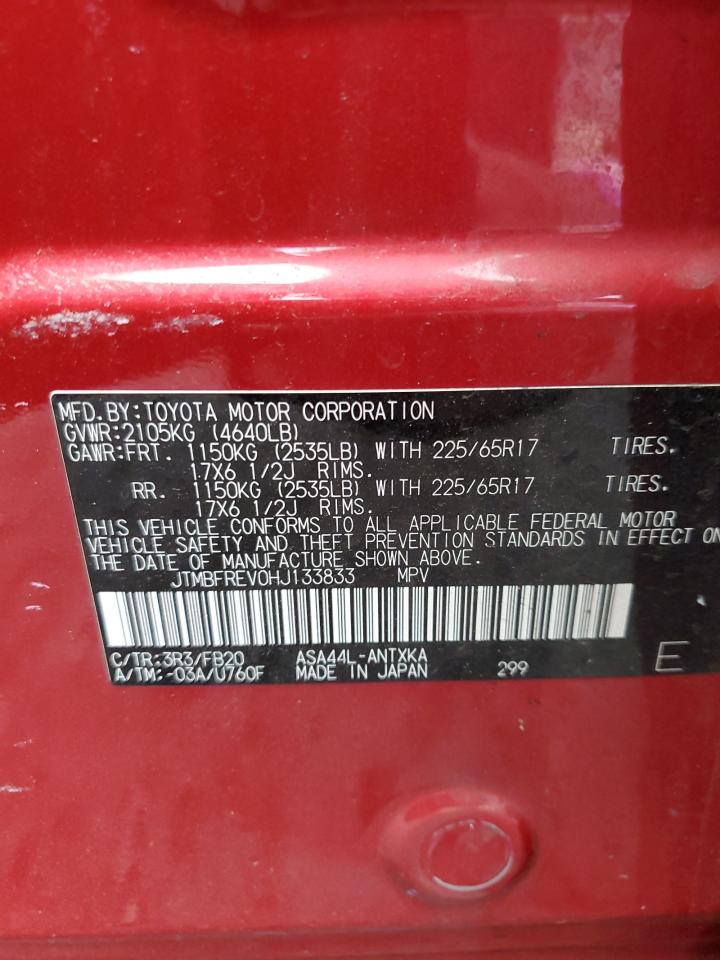 MFD.BY:TOYOTA MOTOR CORPORATION
GVWR:2105KG (4640LB)
GAWR:FRT. 1150KG (2535LB) WITH 225/65R17 TIRES.
17X6 1/2J RIMS.
RR. 1150KG (2535LB) WITH 225/65R17 TIRES.
17X6 1/2J RIMS.
THIS VEHICLE CONFORMS TO ALL APPLICABLE FEDERAL MOTOR
VEHICLE SAFETY AND THEFT PREVENTION STANDARDS IN EFFECT ON
THE DATE OF MANUFACTURE SHOWN ABOVE.
JTMBFREV0HJ133833 MPV
C/TR:3R3/FB20 ASA44L-ANTXKA
A/TM:-03A/U760F MADE IN JAPAN 299 E